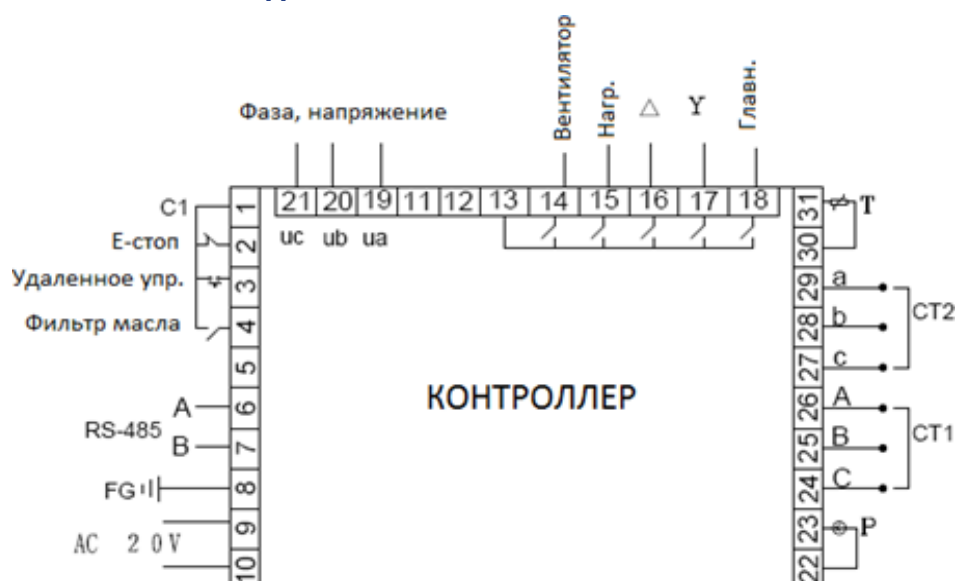 Вентилятор
Нагр.
△
Y
Главн.
Фаза, напряжение
21 20 19 11 12 13 14 15 16 17 18
uc ub ua
C1 1
E-стоп 2
Удаленное упр. 3
Фильтр масла 4
5
A 6
RS-485
B 7
FG 8
AC 2 0 V
9
10
КОНТРОЛЛЕР
31 T
30
29 a
28 b
CT2
27 c
26 A
25 B
CT1
24 C
23 P
22